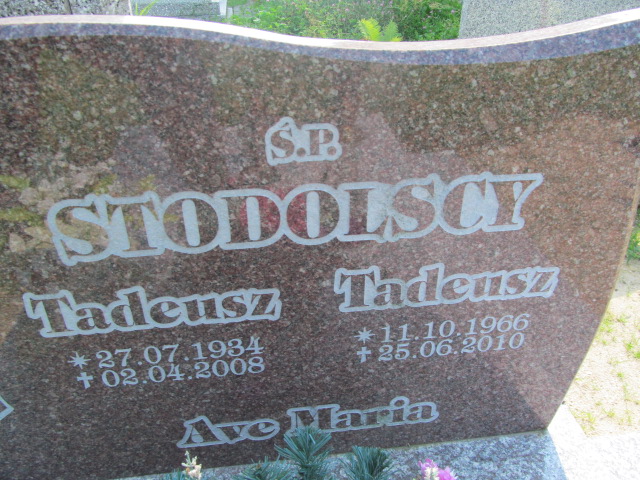 Ś.P.
STODOLSCY
Tadeusz
* 27.07.1934
✝ 02.04.2008
Tadeusz
* 11.10.1966
✝ 25.06.2010
Ave Maria